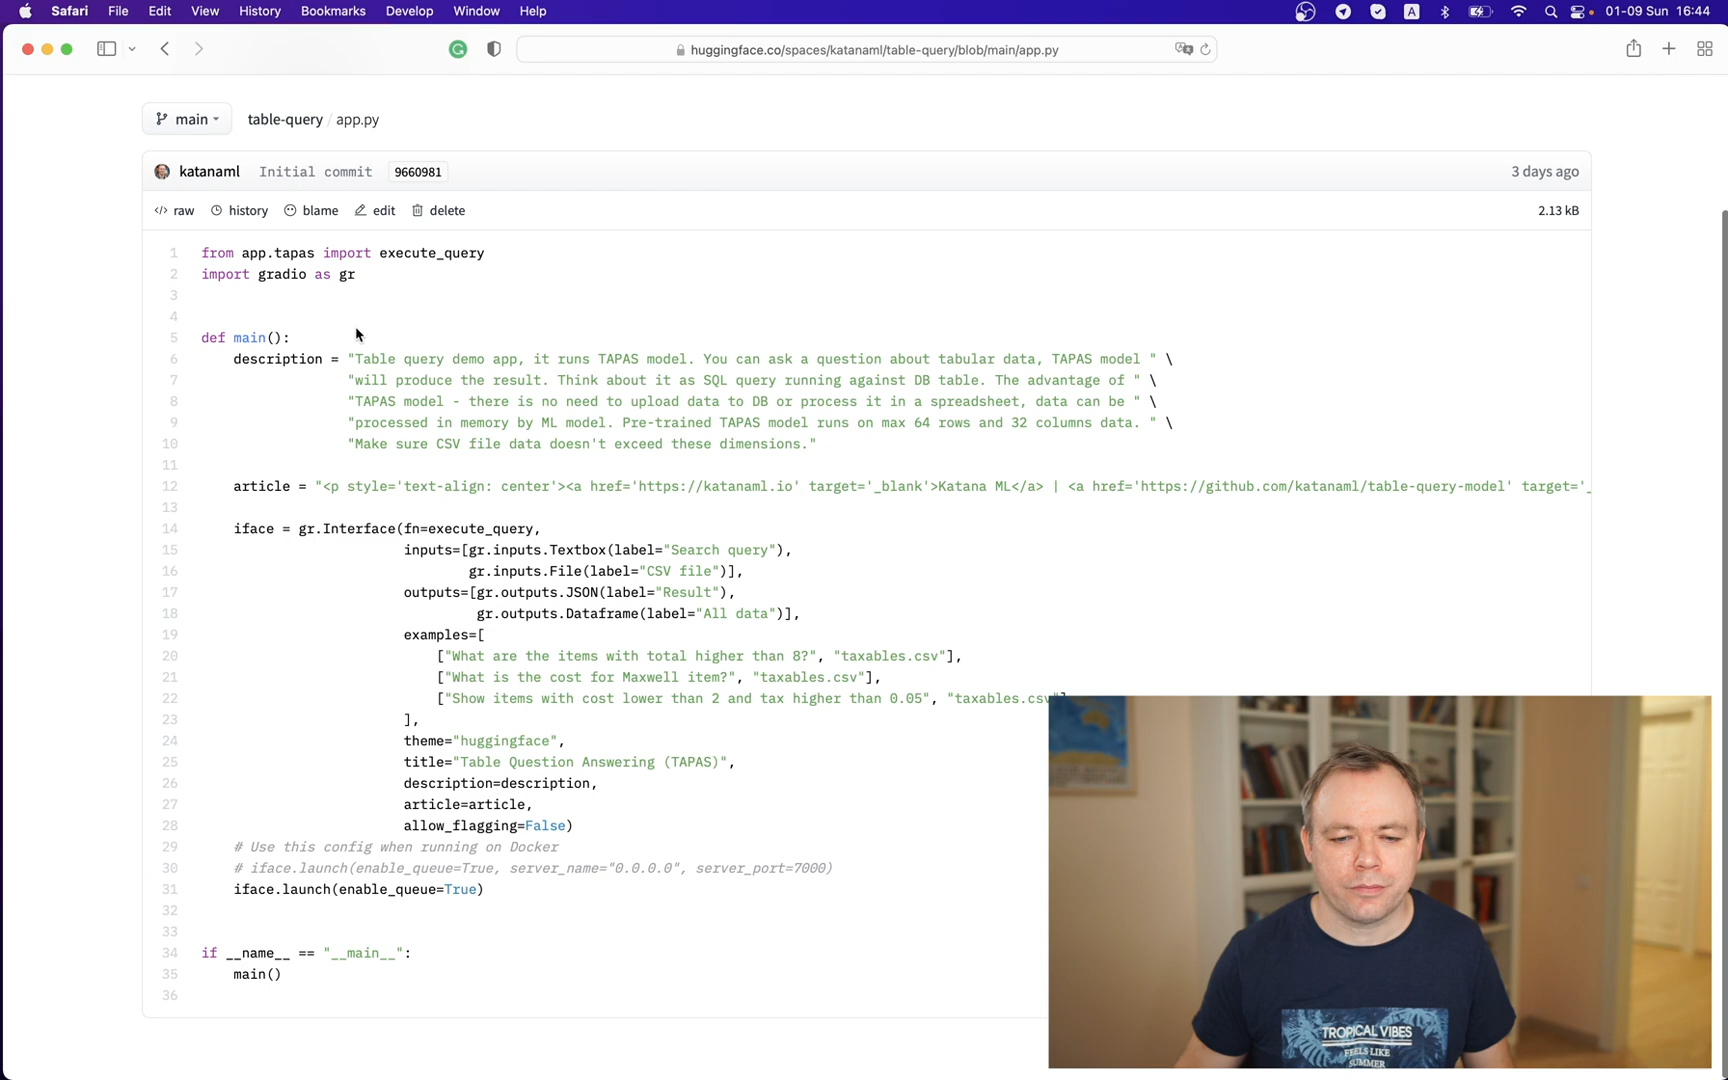 Safari File Edit View History Bookmarks Develop Window Help
A
01-09 Sun 16:44
huggingface.co/spaces/katanaml/table-query/blob/main/app.py
main
table-query / app.py
katanaml Initial commit 9660981
3 days ago
</> raw history blame edit delete
2.13 kB
1 from app.tapas import execute_query
2 import gradio as gr
3
4
5 def main():
6 description = "Table query demo app, it runs TAPAS model. You can ask a question about tabular data, TAPAS model " \
7 "will produce the result. Think about it as SQL query running against DB table. The advantage of " \
8 "TAPAS model - there is no need to upload data to DB or process it in a spreadsheet, data can be " \
9 "processed in memory by ML model. Pre-trained TAPAS model runs on max 64 rows and 32 columns data. " \
10 "Make sure CSV file data doesn't exceed these dimensions."
11
12 article = "<p style='text-align: center'><a href='https://katanaml.io' target='_blank'>Katana ML</a> | <a href='https://github.com/katanaml/table-query-model' target='_
13
14 iface = gr.Interface(fn=execute_query,
15 inputs=[gr.inputs.Textbox(label="Search query"),
16 gr.inputs.File(label="CSV file")],
17 outputs=[gr.outputs.JSON(label="Result"),
18 gr.outputs.Dataframe(label="All data")],
19 examples=[
20 ["What are the items with total higher than 8?", "taxables.csv"],
21 ["What is the cost for Maxwell item?", "taxables.csv"],
22 ["Show items with cost lower than 2 and tax higher than 0.05", "taxables.csv"],
23 ],
24 theme="huggingface",
25 title="Table Question Answering (TAPAS)",
26 description=description,
27 article=article,
28 allow_flagging=False)
29 # Use this config when running on Docker
30 # iface.launch(enable_queue=True, server_name="0.0.0.0", server_port=7000)
31 iface.launch(enable_queue=True)
32
33
34 if __name__ == "__main__":
35 main()
36
TROPICAL VIBES
FEELS LIKE
SUMMER